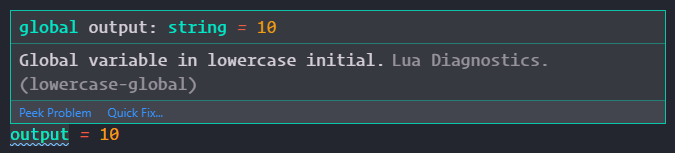 global output: string = 10
Global variable in lowercase initial. Lua Diagnostics.
(lowercase-global)
Peek Problem Quick Fix...
output = 10